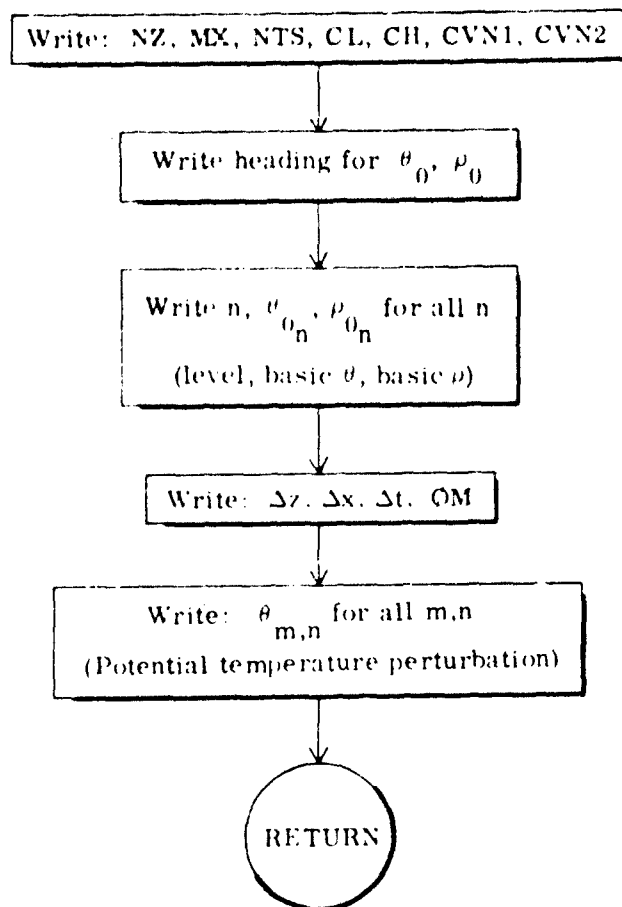 Write: NZ, MX, NTS, CL, CH, CVN1, CVN2
Write heading for θ₀, ρ₀
Write n, θ₀ₙ, ρ₀ₙ for all n
(level, basic θ, basic ρ)
Write: Δz, Δx, Δt, ØM
Write: θm,n for all m,n
(Potential temperature perturbation)
RETURN